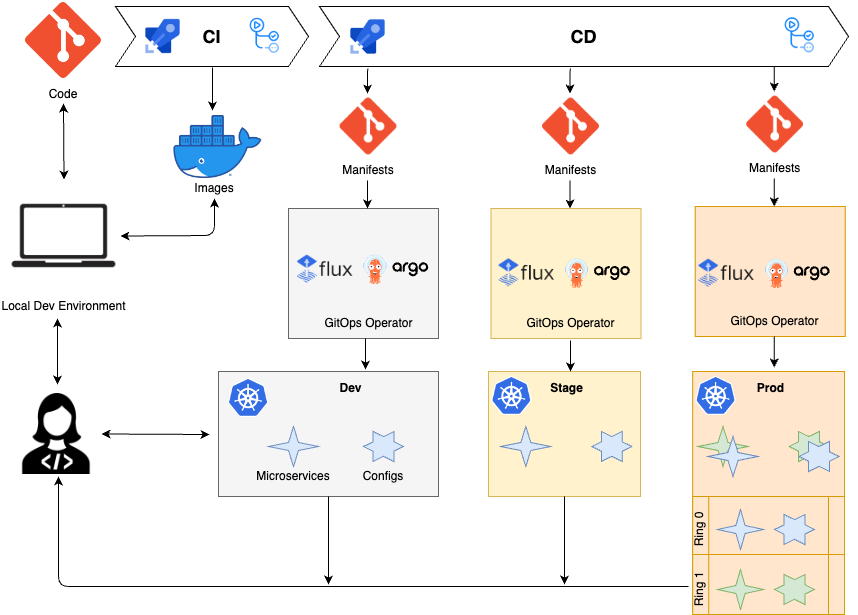 CI
CD
Code
Images
Manifests
Manifests
Manifests
flux
argo
flux
argo
flux
argo
GitOps Operator
GitOps Operator
GitOps Operator
Local Dev Environment
Dev
Stage
Prod
Microservices
Configs
Ring 0
Ring 1